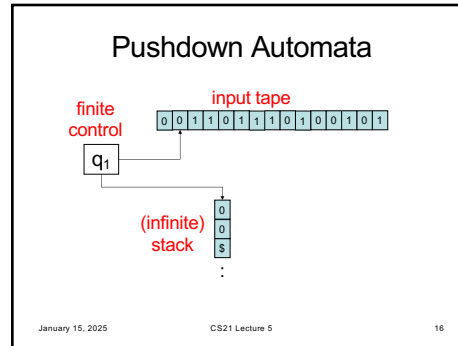 Pushdown Automata
input tape
finite
control
0 0 1 1 0 1 1 1 0 1 0 0 1 0 1
q1
(infinite)
stack
0
0
$
:
January 15, 2025 CS21 Lecture 5 16